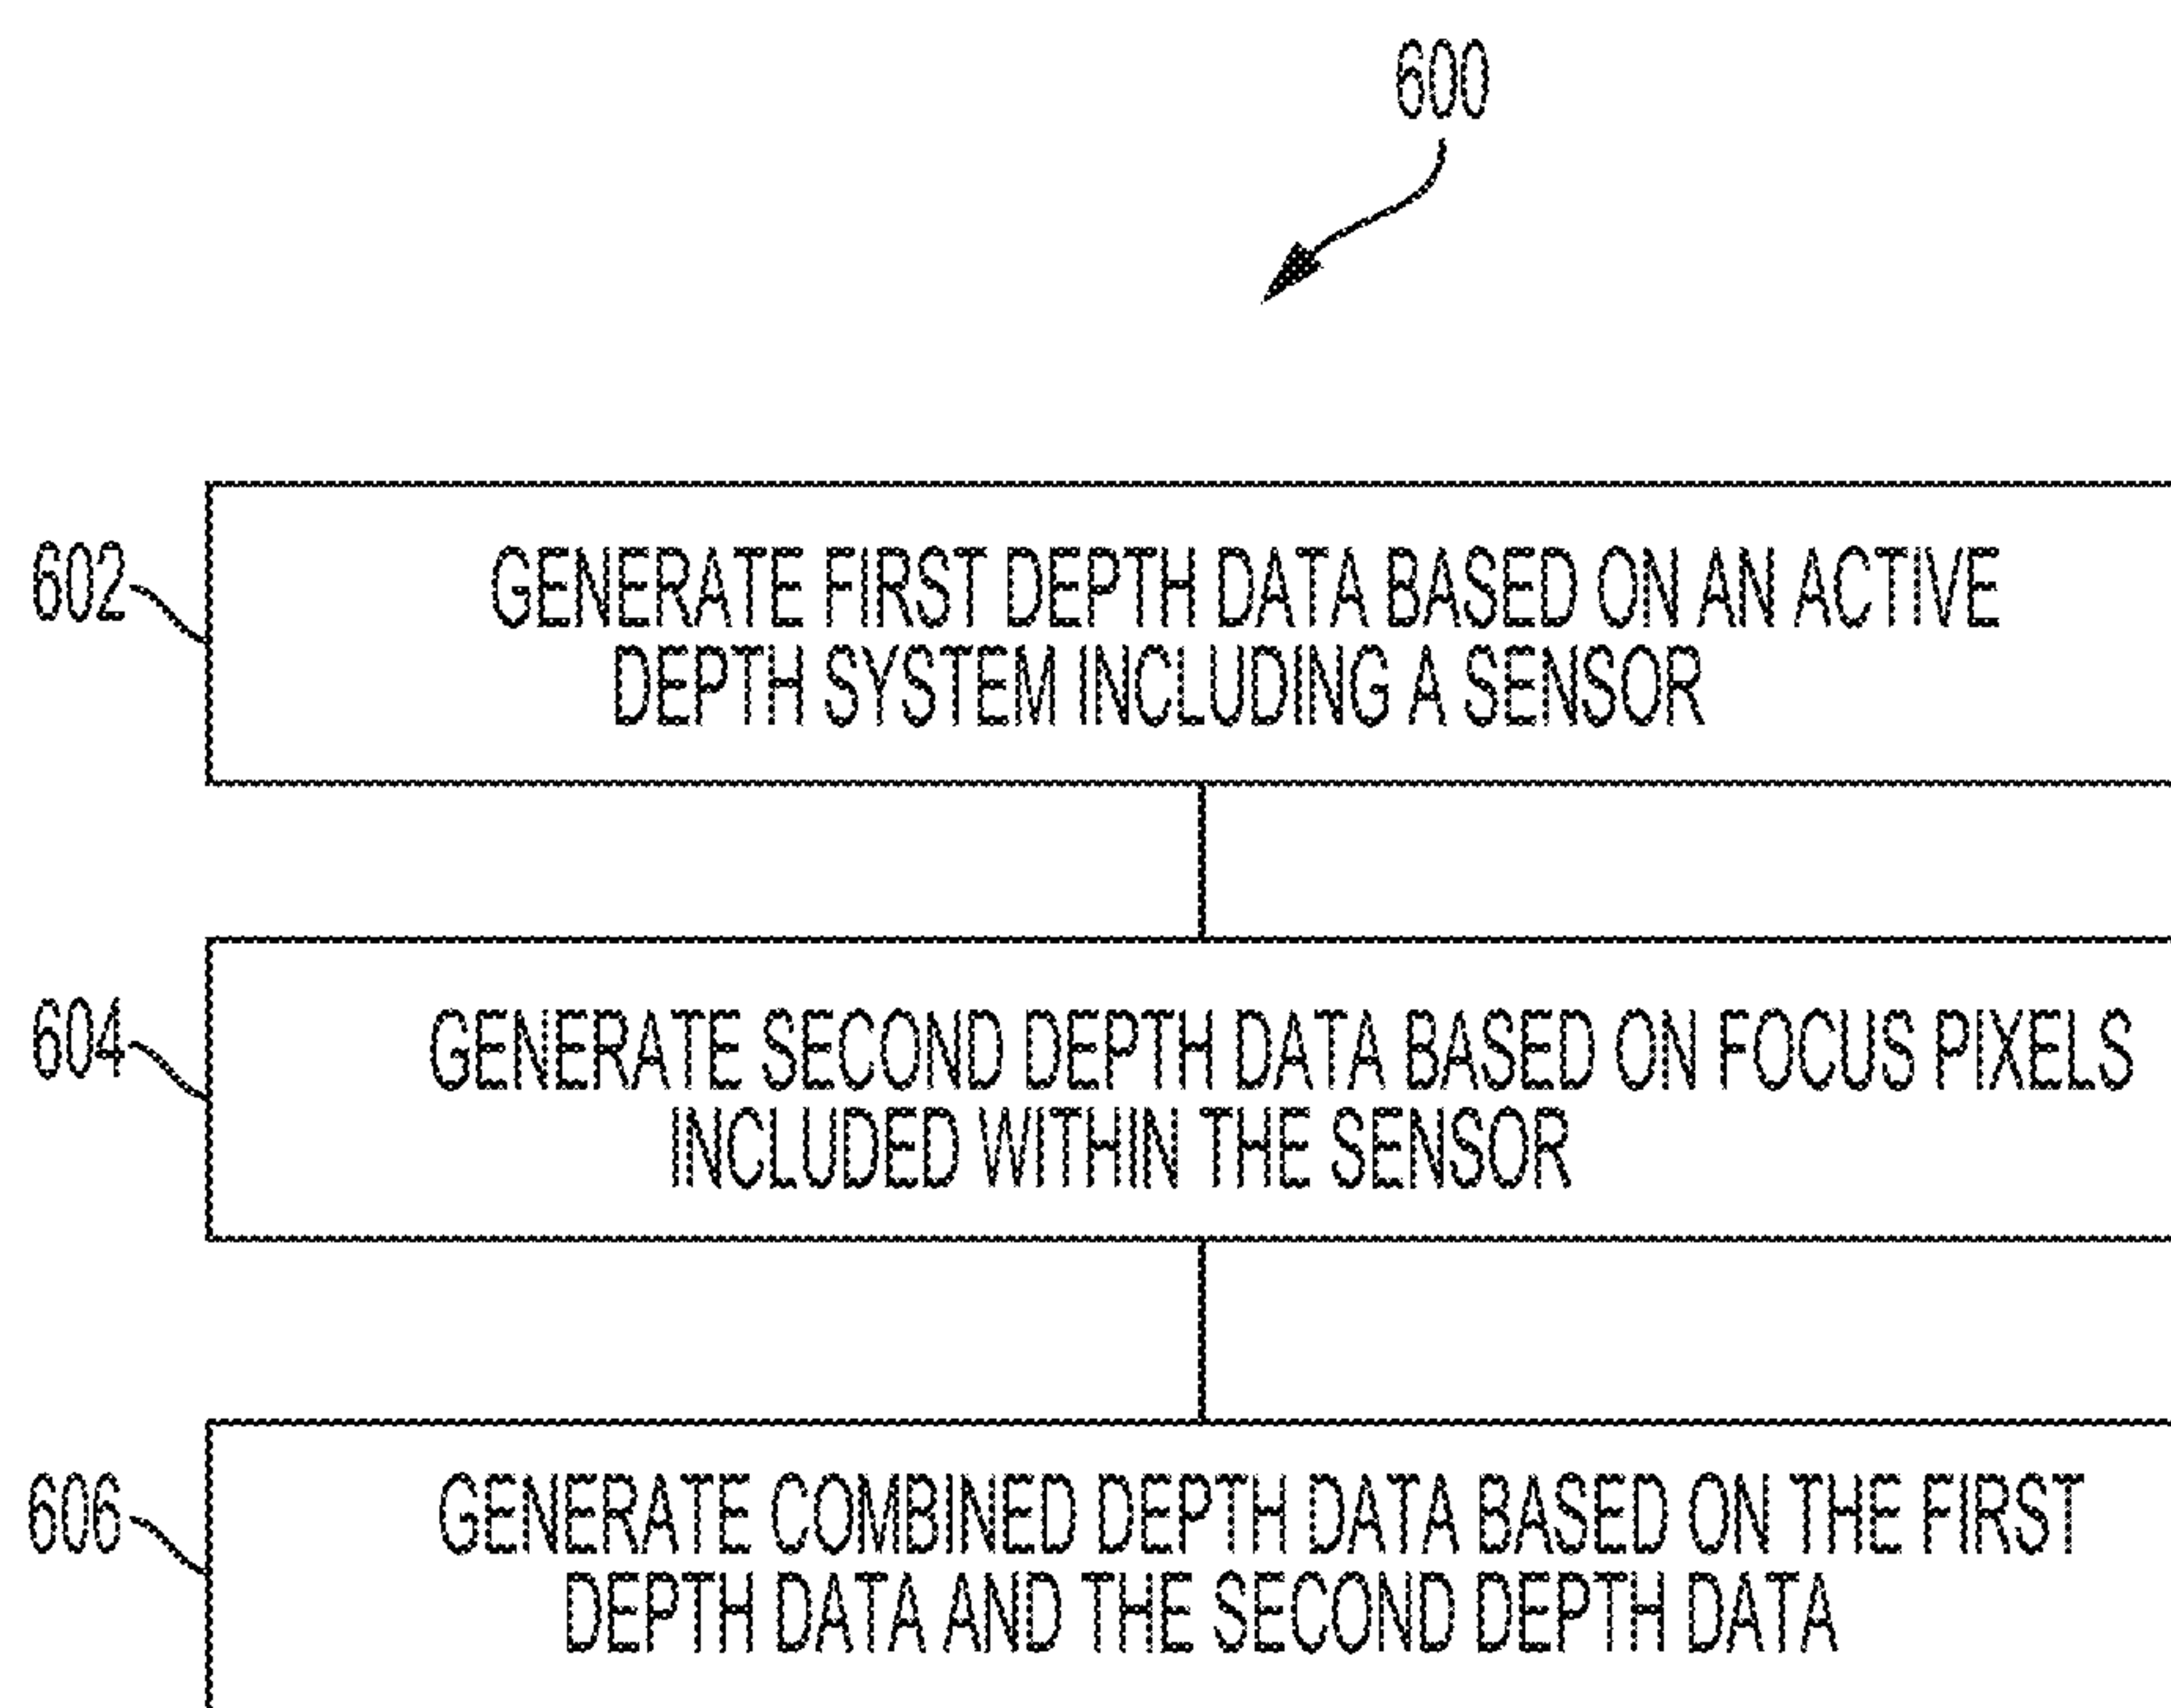 600
602
GENERATE FIRST DEPTH DATA BASED ON AN ACTIVE
DEPTH SYSTEM INCLUDING A SENSOR
604
GENERATE SECOND DEPTH DATA BASED ON FOCUS PIXELS
INCLUDED WITHIN THE SENSOR
606
GENERATE COMBINED DEPTH DATA BASED ON THE FIRST
DEPTH DATA AND THE SECOND DEPTH DATA